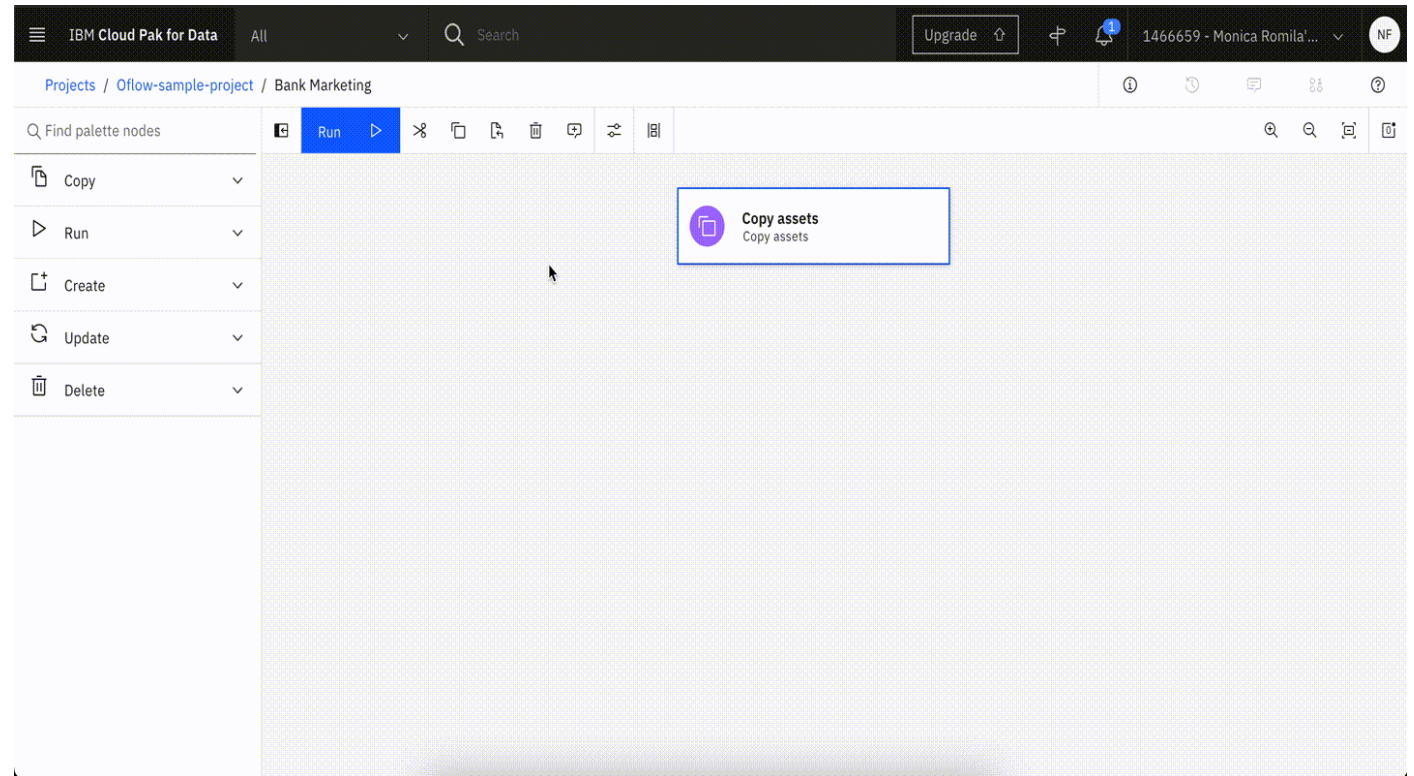 IBM Cloud Pak for Data All Search Upgrade 1 1466659 - Monica Romila'... NF
Projects / Oflow-sample-project / Bank Marketing
Find palette nodes Run
Copy
Run
Create
Update
Delete
Copy assets
Copy assets